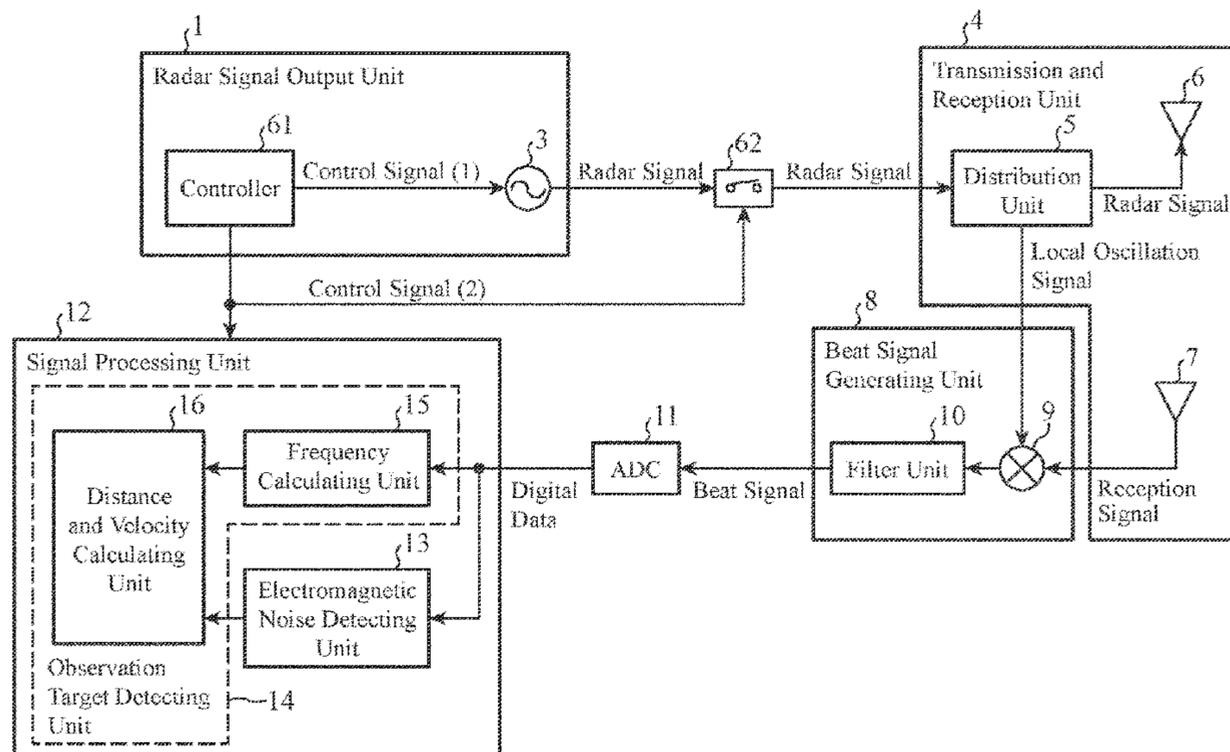 1
Radar Signal Output Unit
61
Controller
Control Signal (1)
3
Radar Signal
62
Radar Signal
4
Transmission and
Reception Unit
6
5
Distribution
Unit
Radar Signal
Local Oscillation
Signal
Control Signal (2)
12
Signal Processing Unit
16
Distance
and Velocity
Calculating
Unit
15
Frequency
Calculating Unit
13
Electromagnetic
Noise Detecting
Unit
Observation
Target Detecting
Unit
14
Digital
Data
11
ADC
Beat Signal
8
Beat Signal
Generating Unit
10
Filter Unit
9
7
Reception
Signal